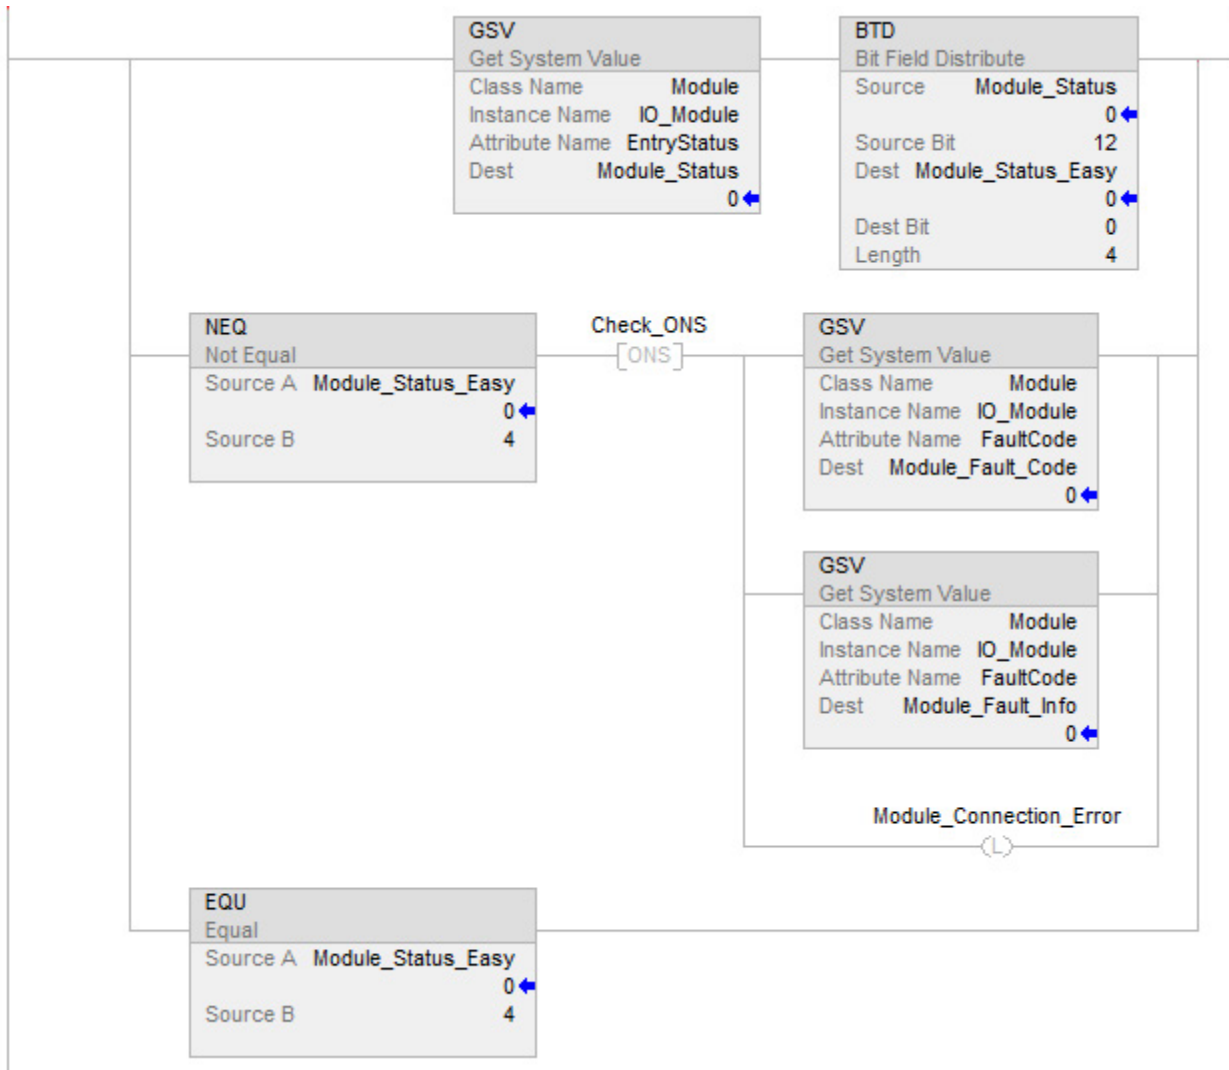 GSV
Get System Value
Class Name Module
Instance Name IO_Module
Attribute Name EntryStatus
Dest Module_Status
0
BTD
Bit Field Distribute
Source Module_Status
0
Source Bit 12
Dest Module_Status_Easy
0
Dest Bit 0
Length 4
NEQ
Not Equal
Source A Module_Status_Easy
0
Source B 4
Check_ONS
ONS
GSV
Get System Value
Class Name Module
Instance Name IO_Module
Attribute Name FaultCode
Dest Module_Fault_Code
0
GSV
Get System Value
Class Name Module
Instance Name IO_Module
Attribute Name FaultCode
Dest Module_Fault_Info
0
Module_Connection_Error
L
EQU
Equal
Source A Module_Status_Easy
0
Source B 4